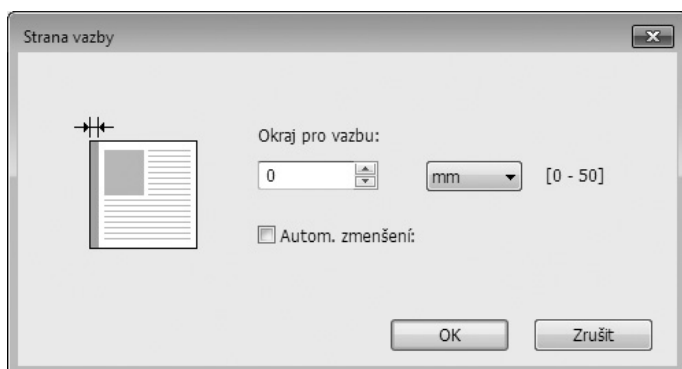 Strana vazby
Okraj pro vazbu:
0 mm [0 - 50]
Autom. zmenšení:
OK Zrušit